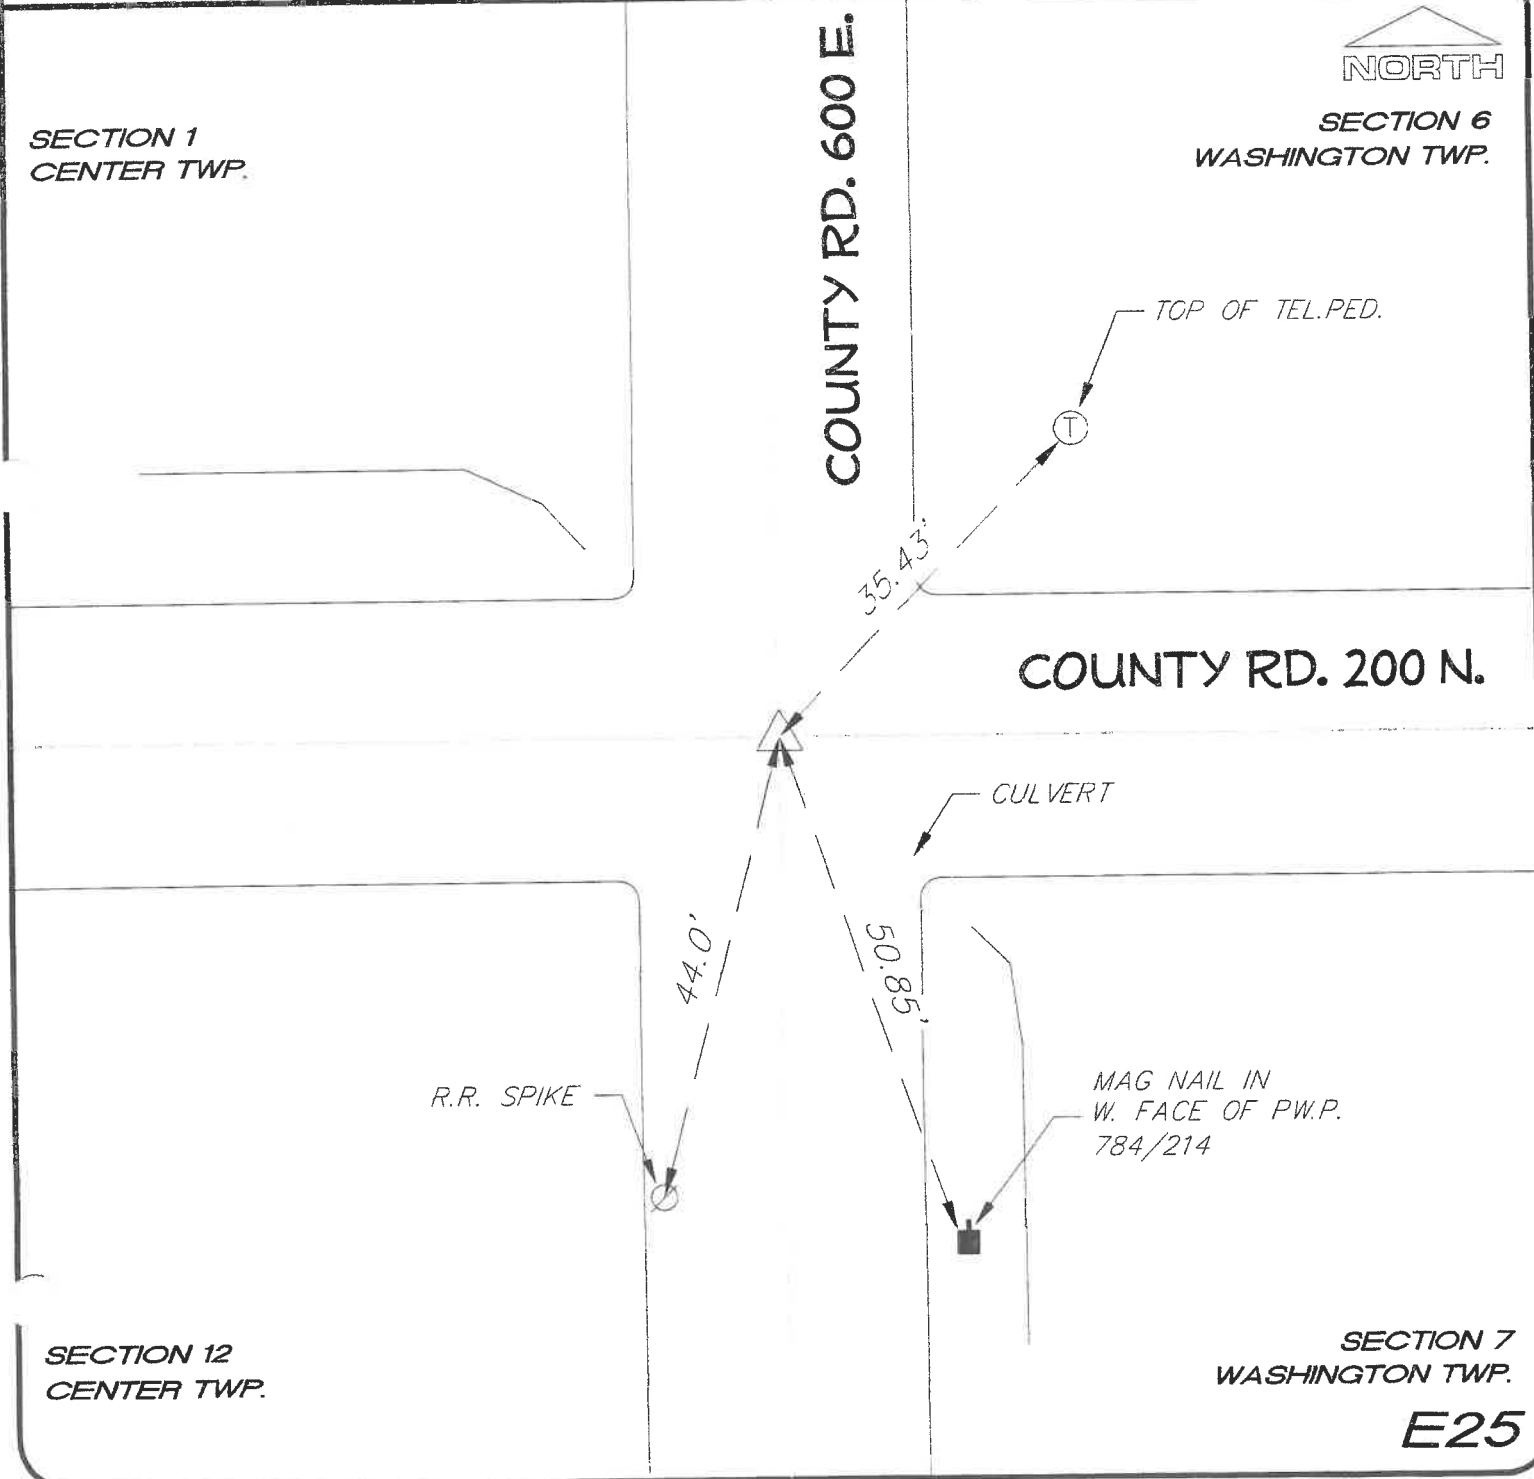 NORTH
SECTION 1
CENTER TWP.
COUNTY RD. 600 E.
SECTION 6
WASHINGTON TWP.
TOP OF TEL.PED.
T
35.43'
COUNTY RD. 200 N.
CULVERT
44.0'
50.85'
R.R. SPIKE
MAG NAIL IN
W. FACE OF PW.P.
784/214
SECTION 12
CENTER TWP.
SECTION 7
WASHINGTON TWP.
E25